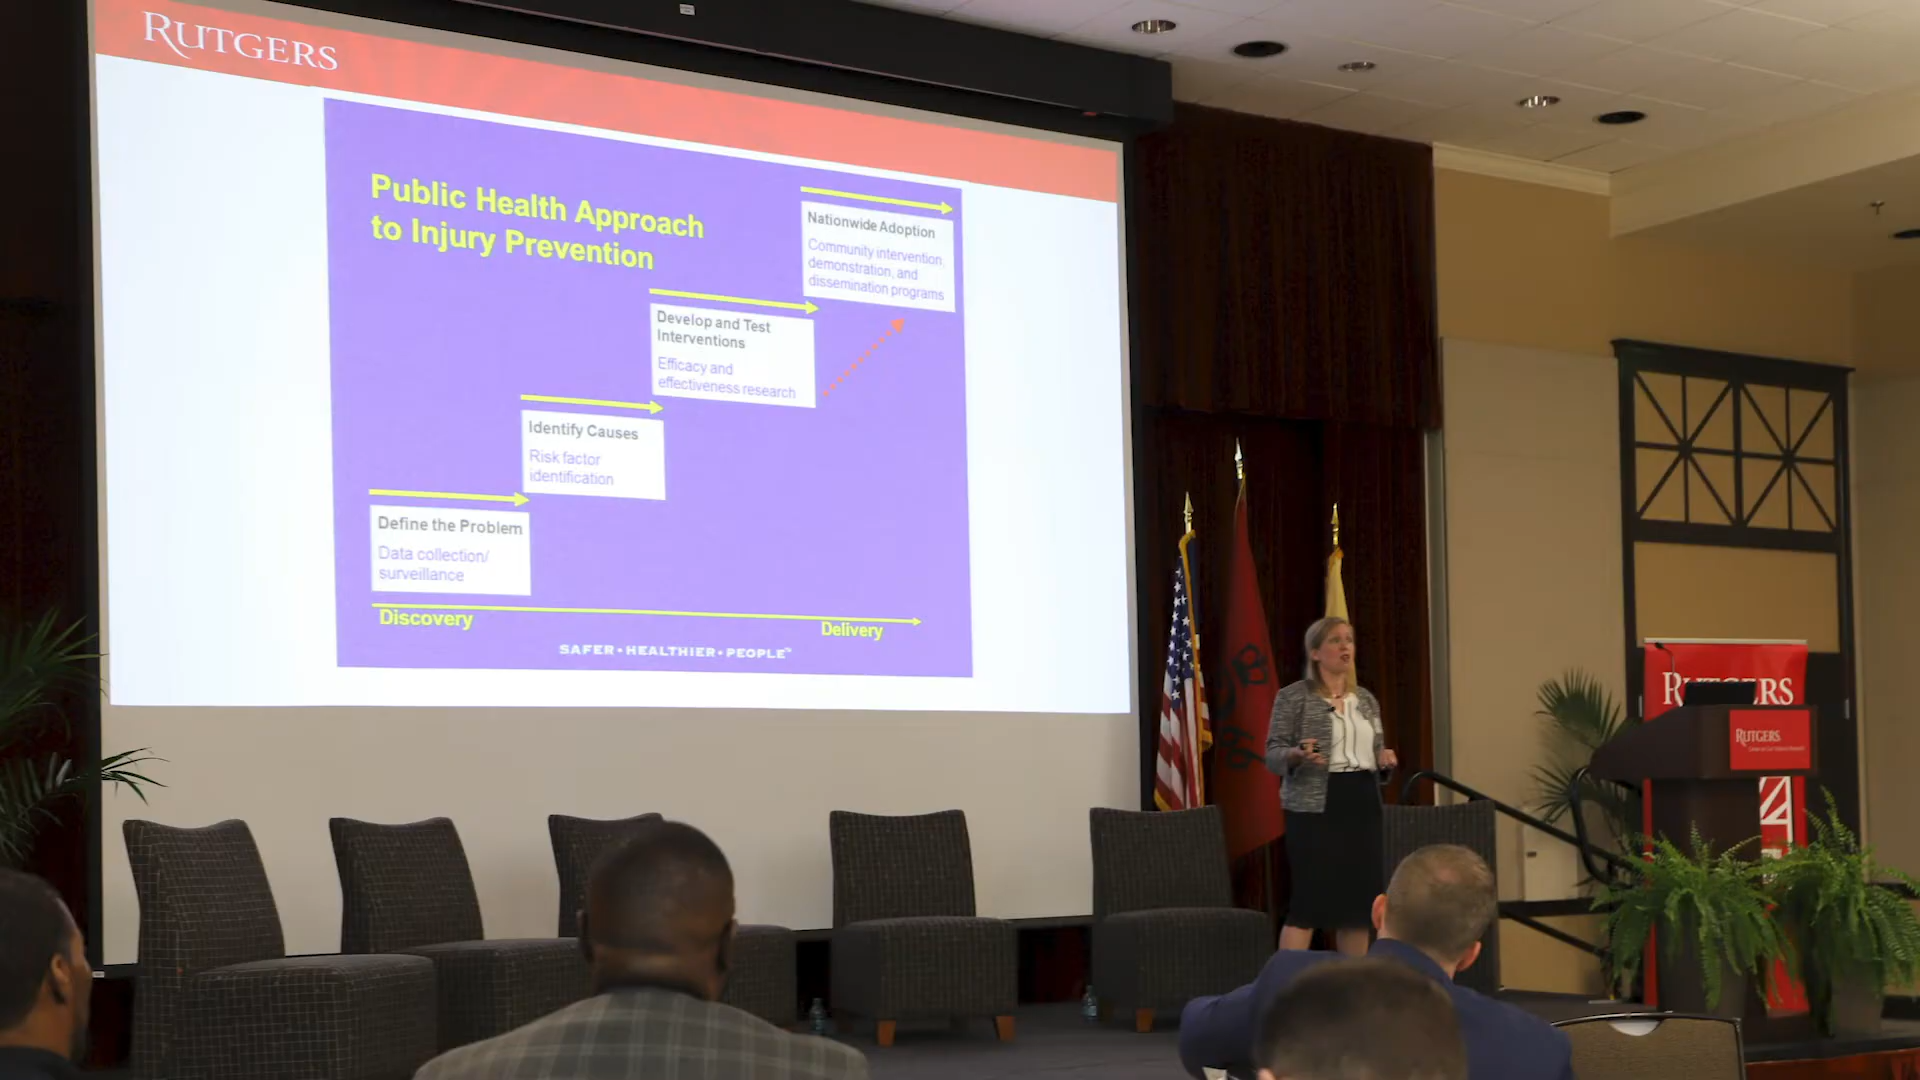 RUTGERS
Public Health Approach
to Injury Prevention
Nationwide Adoption
Community intervention,
demonstration, and
dissemination programs
Develop and Test
Interventions
Efficacy and
effectiveness research
Identify Causes
Risk factor
identification
Define the Problem
Data collection/
surveillance
Discovery
Delivery
SAFER • HEALTHIER • PEOPLE™
RUTGERS
RUTGERS